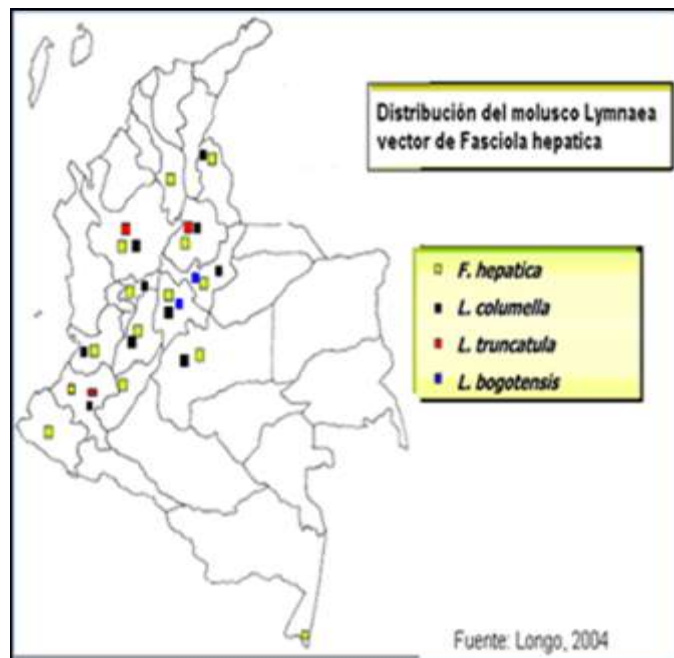 Distribución del molusco Lymnaea
vector de Fasciola hepatica
F. hepatica
L. columella
L. truncatula
L. bogotensis
Fuente: Longo, 2004